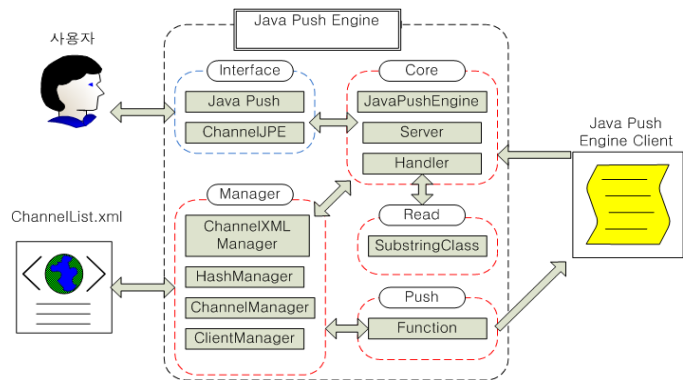 Java Push Engine
사용자
Interface
Java Push
ChannelJPE
Core
JavaPushEngine
Server
Handler
Java Push
Engine Client
Manager
ChannelXML
Manager
HashManager
ChannelManager
ClientManager
ChannelList.xml
Read
SubstringClass
Push
Function